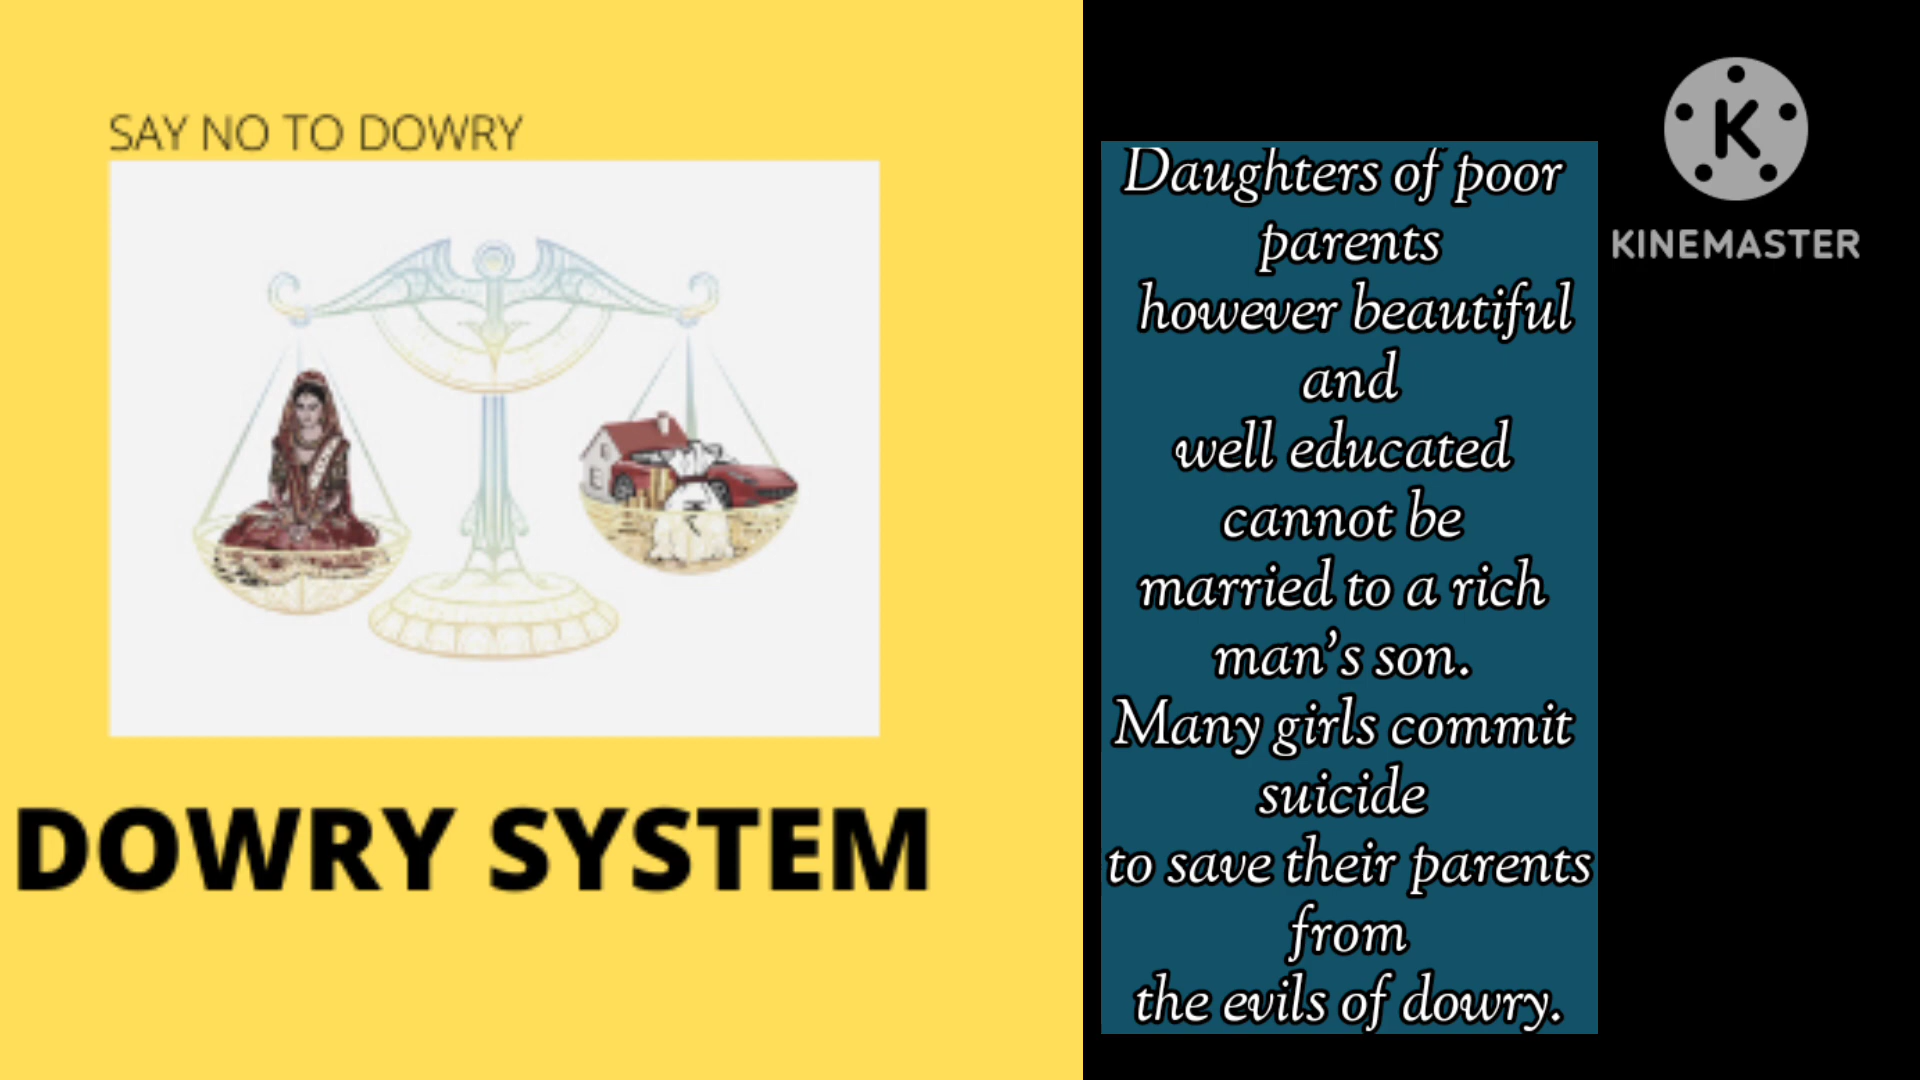 SAY NO TO DOWRY
DOWRY SYSTEM
Daughters of poor
parents
however beautiful
and
well educated
cannot be
married to a rich
man's son.
Many girls commit
suicide
to save their parents
from
the evils of dowry.
K
KINEMASTER